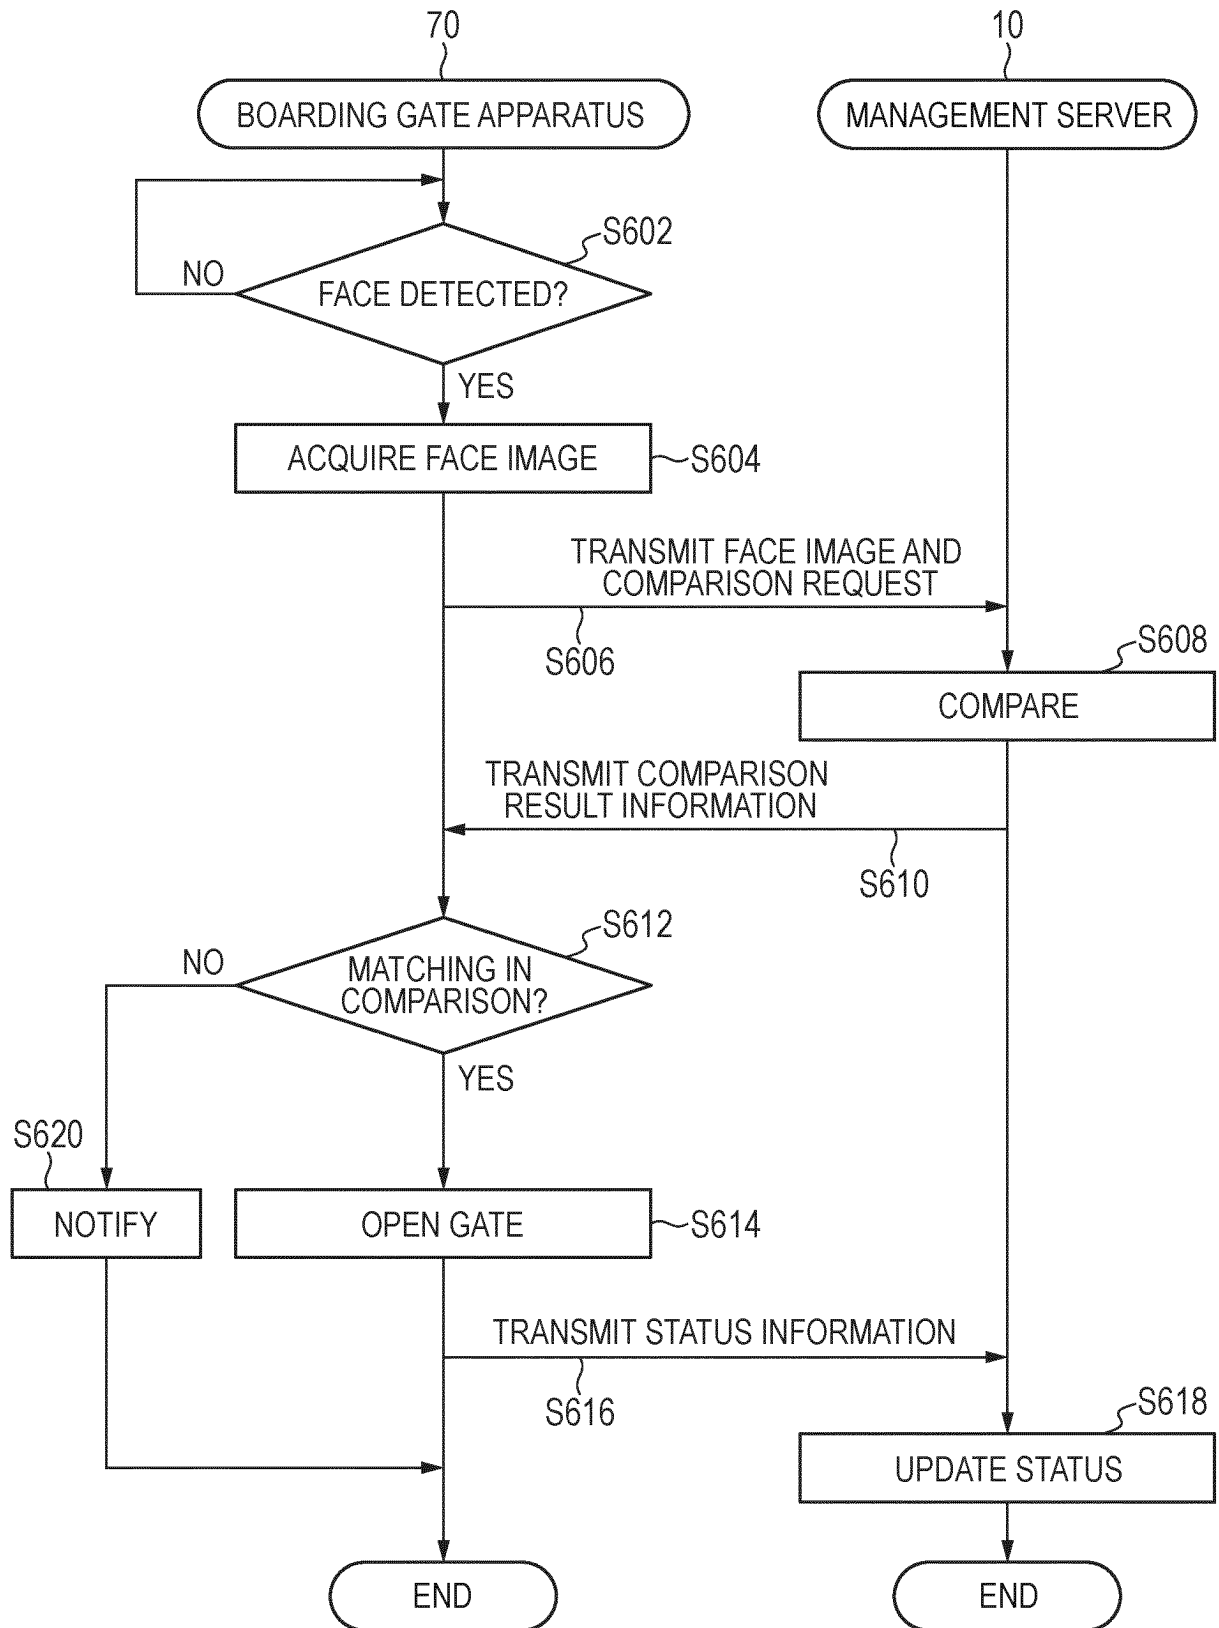 70
10
BOARDING GATE APPARATUS
MANAGEMENT SERVER
S602
NO
FACE DETECTED?
YES
ACQUIRE FACE IMAGE
S604
TRANSMIT FACE IMAGE AND
COMPARISON REQUEST
S606
S608
COMPARE
TRANSMIT COMPARISON
RESULT INFORMATION
S610
S612
NO
MATCHING IN
COMPARISON?
YES
S620
NOTIFY
OPEN GATE
S614
TRANSMIT STATUS INFORMATION
S616
S618
UPDATE STATUS
END
END